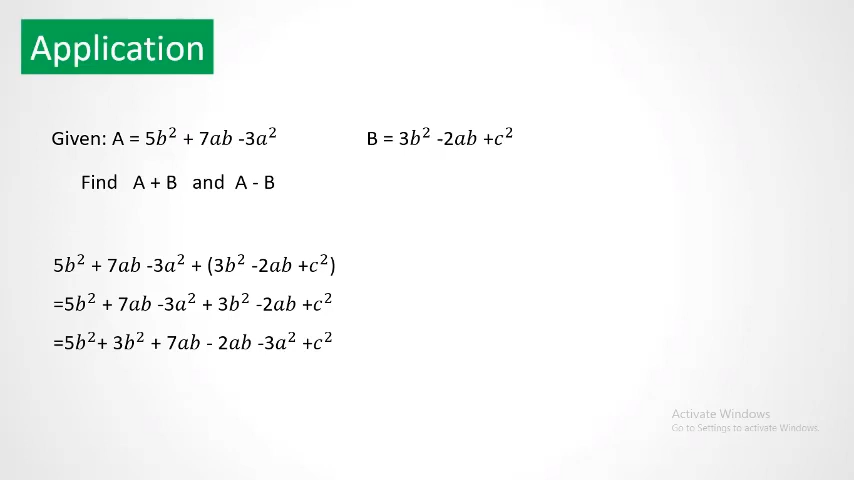 Application
Given: A = 5b² + 7ab -3a² B = 3b² -2ab +c²
Find A + B and A - B
5b² + 7ab -3a² + (3b² -2ab +c²)
=5b² + 7ab -3a² + 3b² -2ab +c²
=5b²+ 3b² + 7ab - 2ab -3a² +c²
Activate Windows
Go to Settings to activate Windows.